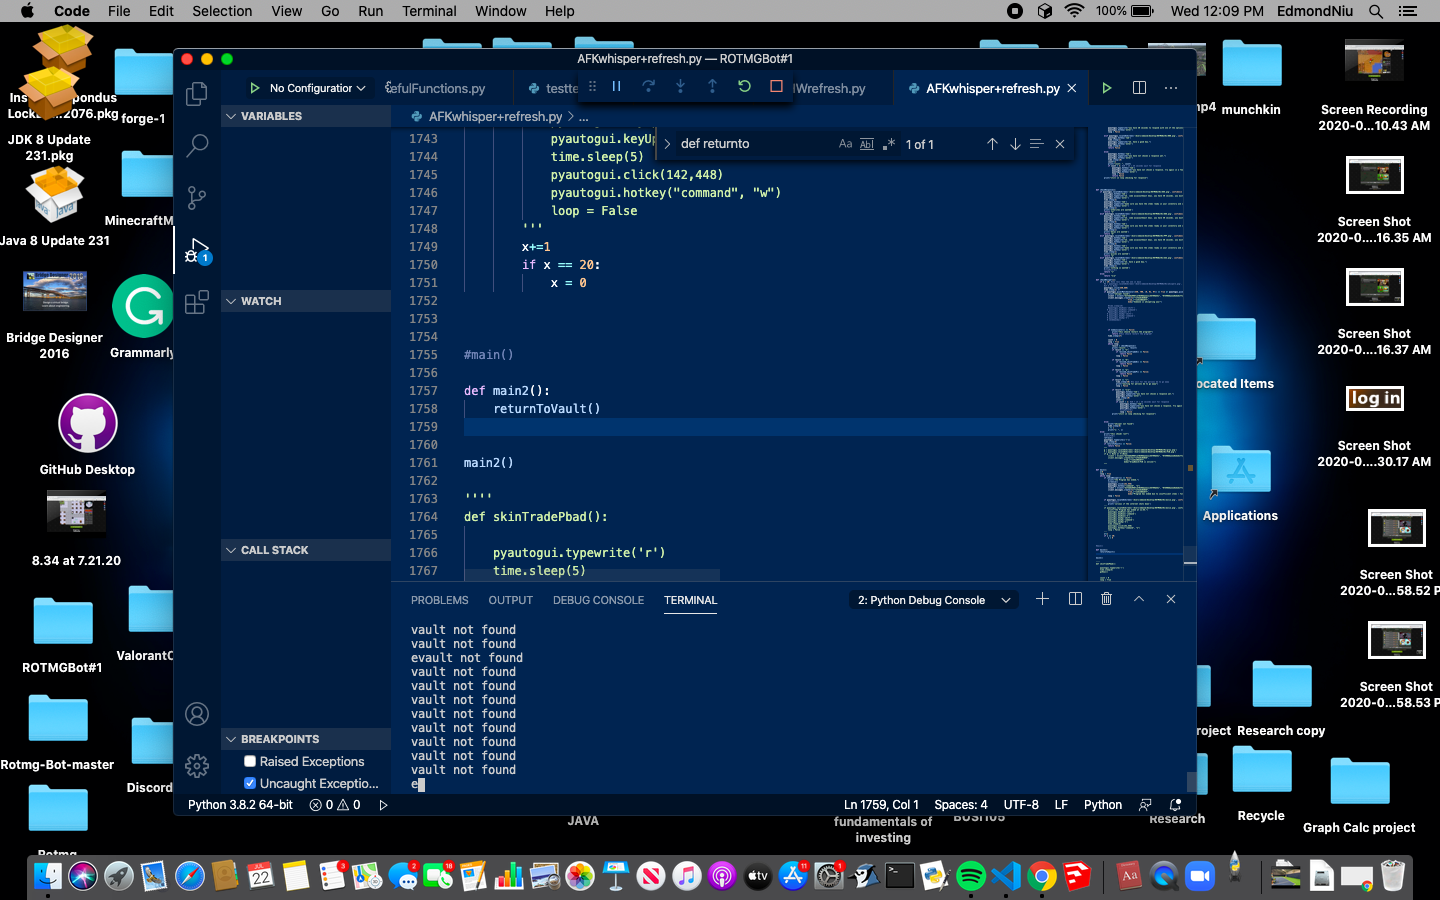 Code File Edit Selection View Go Run Terminal Window Help 100% Wed 12:09 PM EdmondNiu
AFKwhisper+refresh.py — ROTMGBot#1
No Configuration
efulFunctions.py
testte
Wrefresh.py
AFKwhisper+refresh.py
VARIABLES
AFKwhisper+refresh.py > ...
def returnto
Aa Abl .* 1 of 1
1743 pyautogui.keyUp
1744 time.sleep(5)
1745 pyautogui.click(142,448)
1746 pyautogui.hotkey("command", "w")
1747 loop = False
1748 '''
1749 x+=1
1750 if x == 20:
1751 x = 0
1752
1753
1754
1755 #main()
1756
1757 def main2():
1758 returnToVault()
1759
1760
1761 main2()
1762
1763 ''''
1764 def skinTradePbad():
1765
1766 pyautogui.typewrite('r')
1767 time.sleep(5)
WATCH
CALL STACK
BREAKPOINTS
Raised Exceptions
Uncaught Exceptio...
1
PROBLEMS OUTPUT DEBUG CONSOLE TERMINAL
2: Python Debug Console
vault not found
vault not found
evault not found
vault not found
vault not found
vault not found
vault not found
vault not found
vault not found
vault not found
vault not found
e
Python 3.8.2 64-bit 0 0 Ln 1759, Col 1 Spaces: 4 UTF-8 LF Python
JDK 8 Update
231.pkg
forge-1
Java 8 Update 231
MinecraftM
Bridge Designer
2016
Grammarly
GitHub Desktop
8.34 at 7.21.20
ROTMGBot#1
ValorantC
Rotmg-Bot-master
Discord
Rotmg
mp4
munchkin
Screen Recording
2020-0...10.43 AM
Screen Shot
2020-0....16.35 AM
Screen Shot
2020-0....16.37 AM
ocated Items
log in
Screen Shot
2020-0....30.17 AM
Applications
Screen Shot
2020-0...58.52 P
Screen Shot
2020-0...58.53 P
roject
Research copy
Research
Recycle
Graph Calc project
JAVA
fundamentals of
investing
BUSI105
JUL
22
3
2
18
tv
11
1
Aa